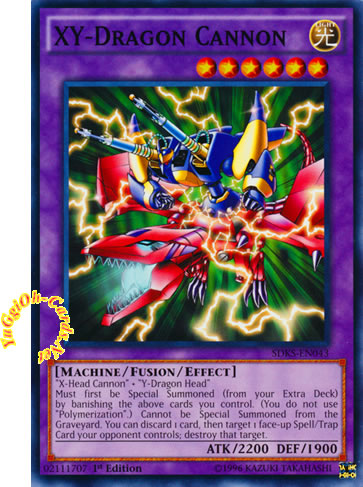 XY-Dragon Cannon
LIGHT
光
YuGgiOh-Cards.Net
SDKS-EN043
[Machine/Fusion/Effect]
"X-Head Cannon" + "Y-Dragon Head"
Must first be Special Summoned (from your Extra Deck)
by banishing the above cards you control. (You do not use
"Polymerization".) Cannot be Special Summoned from the
Graveyard. You can discard 1 card, then target 1 face-up Spell/Trap
Card your opponent controls; destroy that target.
ATK/2200 DEF/1900
02111707 1st Edition ©1996 KAZUKI TAKAHASHI